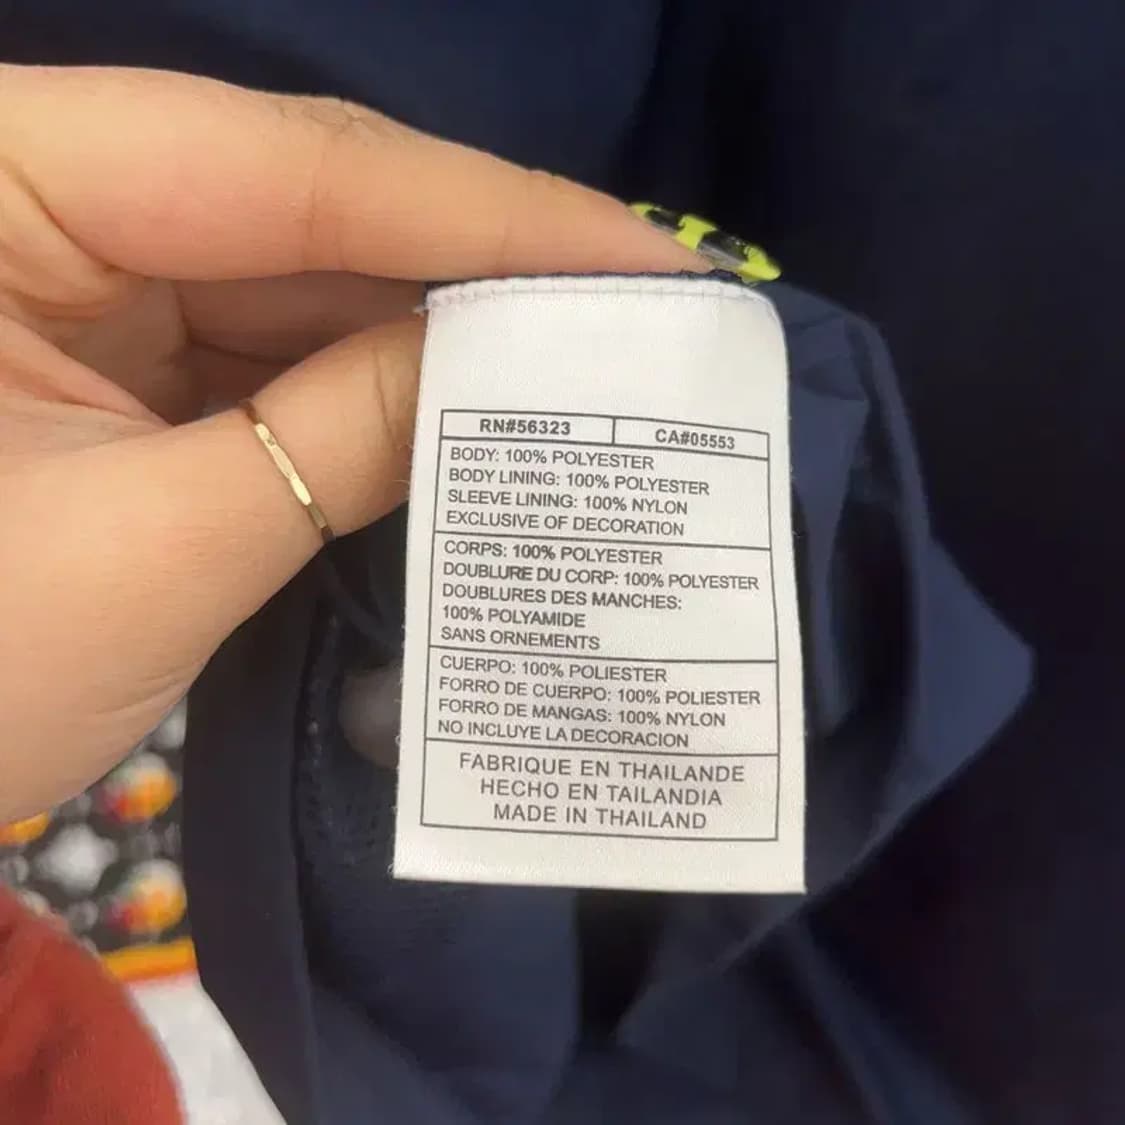 RN#56323 CA#05553
BODY: 100% POLYESTER
BODY LINING: 100% POLYESTER
SLEEVE LINING: 100% NYLON
EXCLUSIVE OF DECORATION
CORPS: 100% POLYESTER
DOUBLURE DU CORP: 100% POLYESTER
DOUBLURES DES MANCHES:
100% POLYAMIDE
SANS ORNEMENTS
CUERPO: 100% POLIESTER
FORRO DE CUERPO: 100% POLIESTER
FORRO DE MANGAS: 100% NYLON
NO INCLUYE LA DECORACION
FABRIQUE EN THAILANDE
HECHO EN TAILANDIA
MADE IN THAILAND